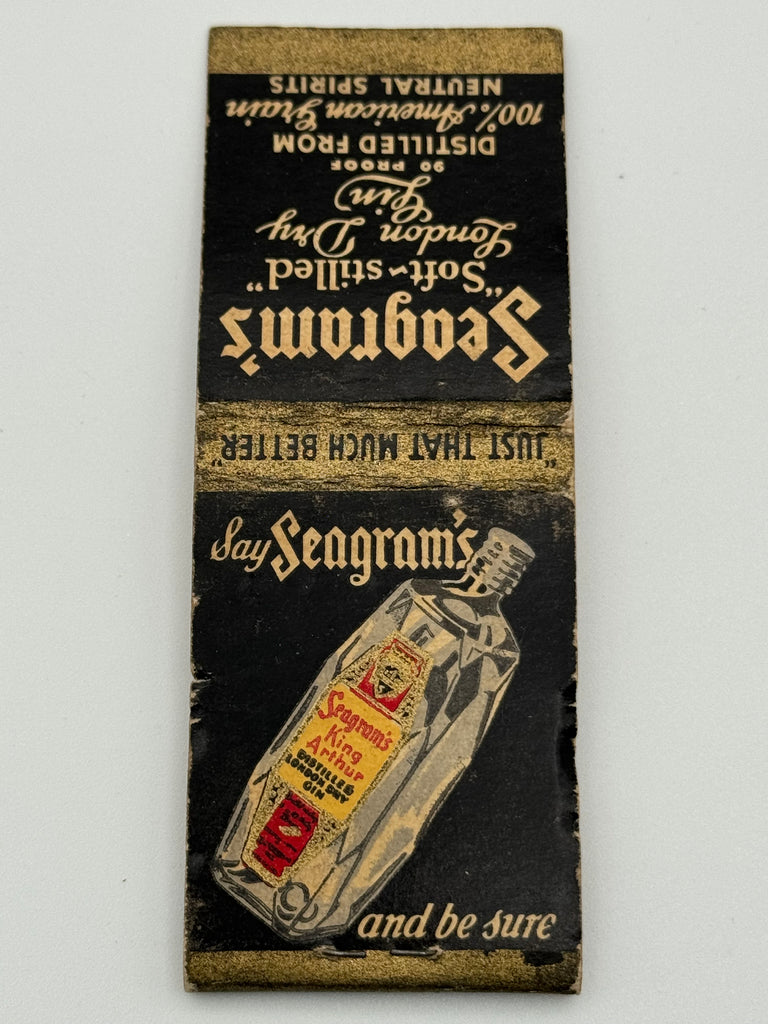 Seagram's
"Soft-stilled"
London Dry
Gin
90 PROOF
DISTILLED FROM
100% American Grain
NEUTRAL SPIRITS
"JUST THAT MUCH BETTER"
Say Seagram's
Seagram's
King
Arthur
DISTILLED
LONDON DRY
GIN
and be sure